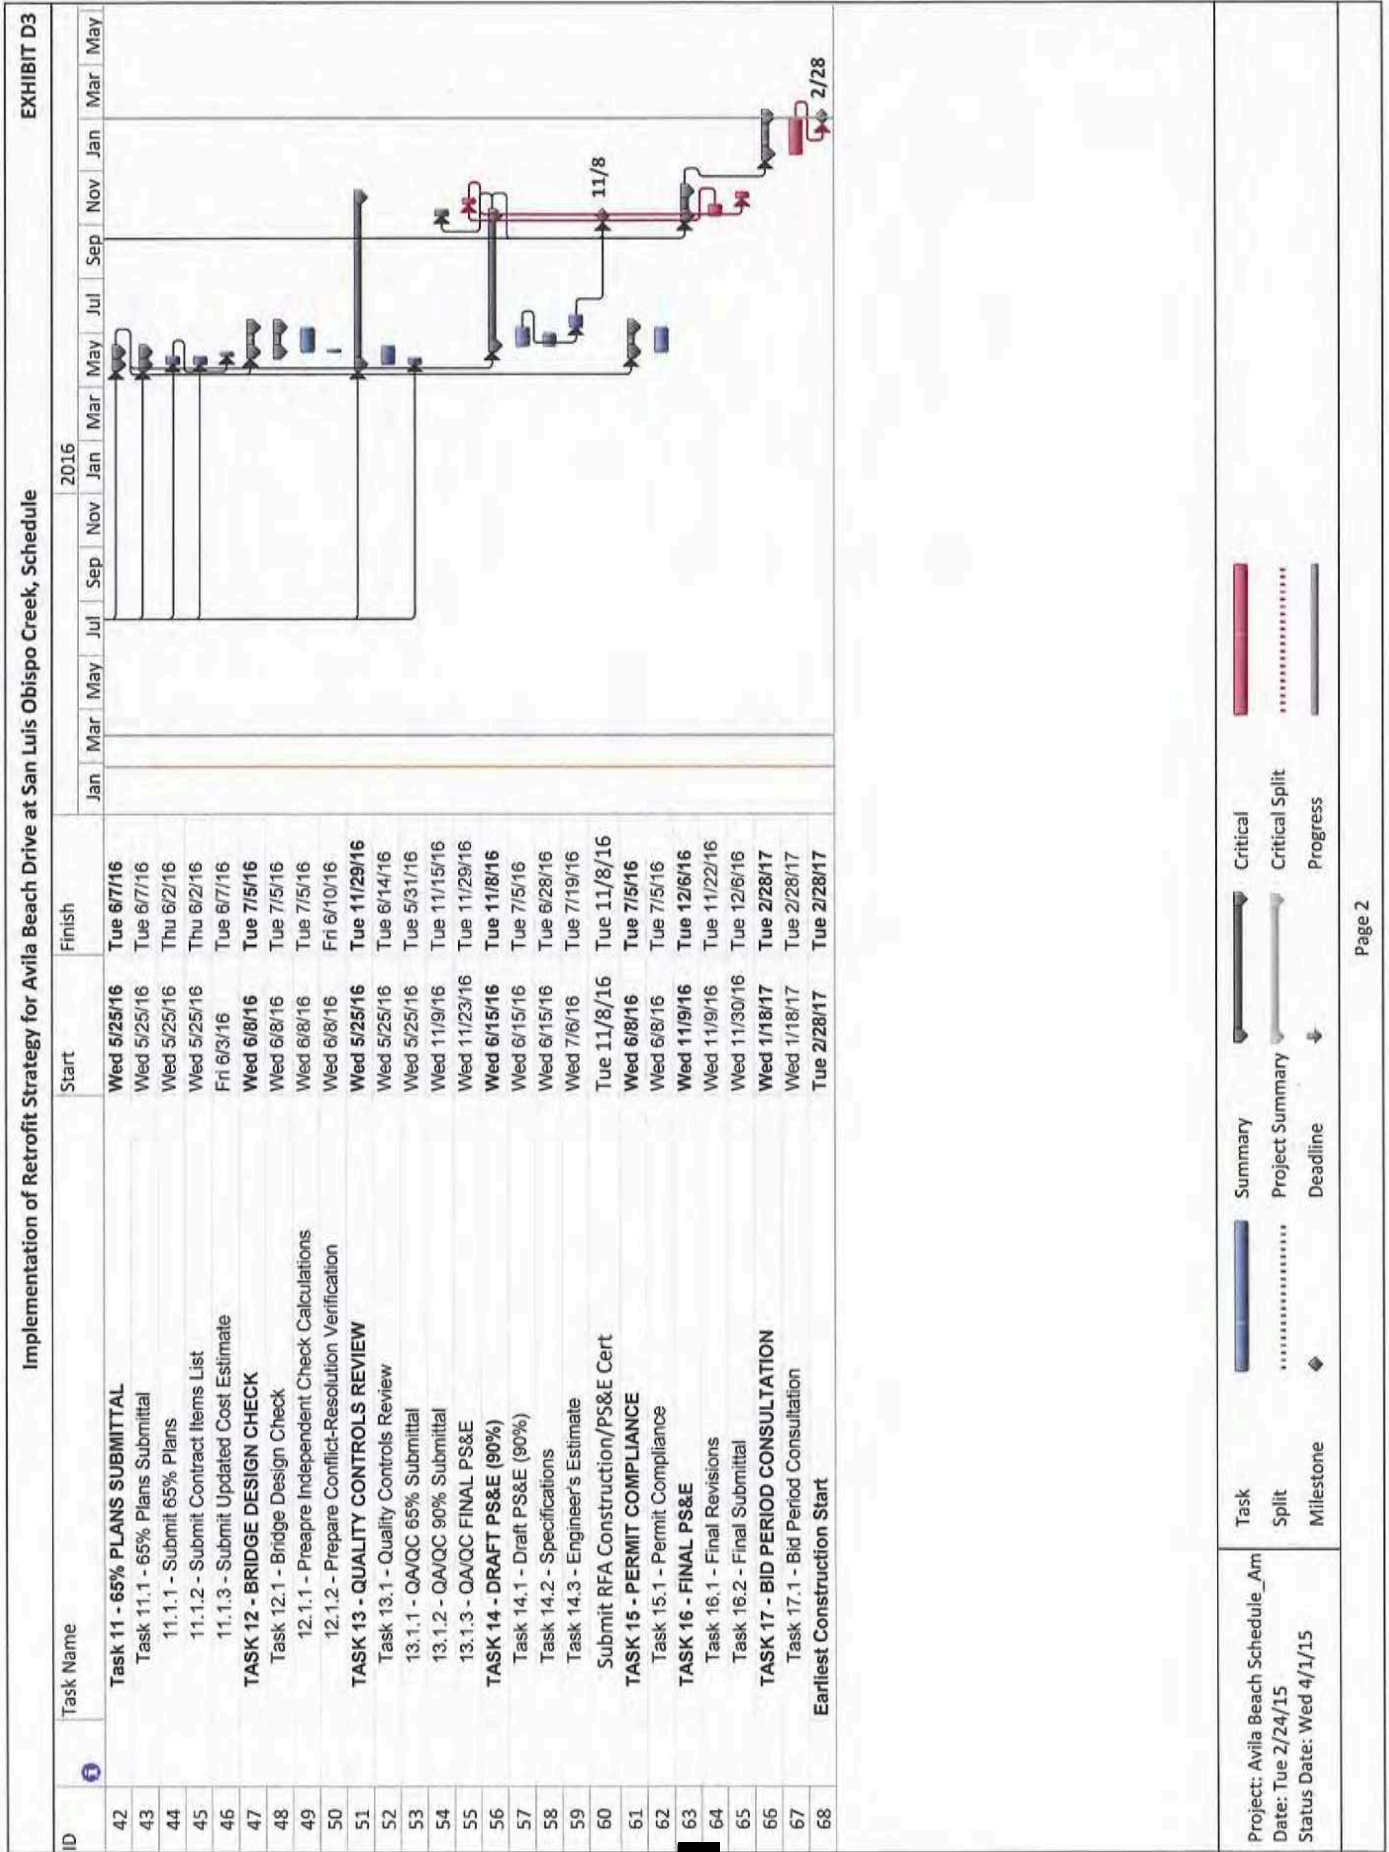 Implementation of Retrofit Strategy for Avila Beach Drive at San Luis Obispo Creek, Schedule EXHIBIT D3
ID Task Name Start Finish 2016
Jan Mar May Jul Sep Nov Jan Mar May Jul Sep Nov Jan Mar May
42 Task 11 - 65% PLANS SUBMITTAL Wed 5/25/16 Tue 6/7/16
43 Task 11.1 - 65% Plans Submittal Wed 5/25/16 Tue 6/7/16
44 11.1.1 - Submit 65% Plans Wed 5/25/16 Thu 6/2/16
45 11.1.2 - Submit Contract Items List Wed 5/25/16 Thu 6/2/16
46 11.1.3 - Submit Updated Cost Estimate Fri 6/3/16 Tue 6/7/16
47 TASK 12 - BRIDGE DESIGN CHECK Wed 6/8/16 Tue 7/5/16
48 Task 12.1 - Bridge Design Check Wed 6/8/16 Tue 7/5/16
49 12.1.1 - Preapre Independent Check Calculations Wed 6/8/16 Tue 7/5/16
50 12.1.2 - Prepare Conflict-Resolution Verification Wed 6/8/16 Fri 6/10/16
51 TASK 13 - QUALITY CONTROLS REVIEW Wed 5/25/16 Tue 11/29/16
52 Task 13.1 - Quality Controls Review Wed 5/25/16 Tue 6/14/16
53 13.1.1 - QA/QC 65% Submittal Wed 5/25/16 Tue 5/31/16
54 13.1.2 - QA/QC 90% Submittal Wed 11/9/16 Tue 11/15/16
55 13.1.3 - QA/QC FINAL PS&E Wed 11/23/16 Tue 11/29/16
56 TASK 14 - DRAFT PS&E (90%) Wed 6/15/16 Tue 11/8/16
57 Task 14.1 - Draft PS&E (90%) Wed 6/15/16 Tue 7/5/16
58 Task 14.2 - Specifications Wed 6/15/16 Tue 6/28/16
59 Task 14.3 - Engineer's Estimate Wed 7/6/16 Tue 7/19/16
60 Submit RFA Construction/PS&E Cert Tue 11/8/16 Tue 11/8/16 11/8
61 TASK 15 - PERMIT COMPLIANCE Wed 6/8/16 Tue 7/5/16
62 Task 15.1 - Permit Compliance Wed 6/8/16 Tue 7/5/16
63 TASK 16 - FINAL PS&E Wed 11/9/16 Tue 12/6/16
64 Task 16.1 - Final Revisions Wed 11/9/16 Tue 11/22/16
65 Task 16.2 - Final Submittal Wed 11/30/16 Tue 12/6/16
66 TASK 17 - BID PERIOD CONSULTATION Wed 1/18/17 Tue 2/28/17
67 Task 17.1 - Bid Period Consultation Wed 1/18/17 Tue 2/28/17
68 Earliest Construction Start Tue 2/28/17 Tue 2/28/17 2/28
Project: Avila Beach Schedule_Am
Date: Tue 2/24/15
Status Date: Wed 4/1/15
Task Summary Critical
Split Project Summary Critical Split
Milestone Deadline Progress
Page 2